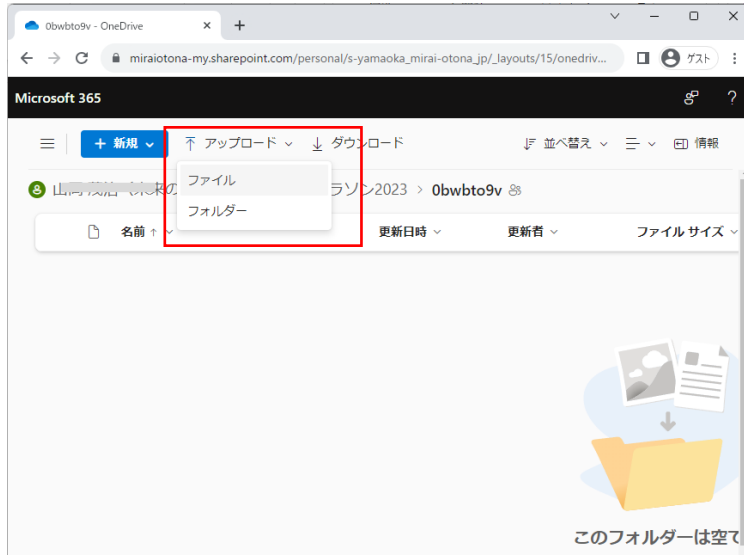 0bwbto9v - OneDrive
miraiotona-my.sharepoint.com/personal/s-yamaoka_mirai-otona_jp/_layouts/15/onedriv...
ゲスト
Microsoft 365
?
+ 新規
アップロード
ダウンロード
並べ替え
情報
ファイル
フォルダー
ラソン2023 > 0bwbto9v
名前
更新日時
更新者
ファイル サイズ
このフォルダーは空で